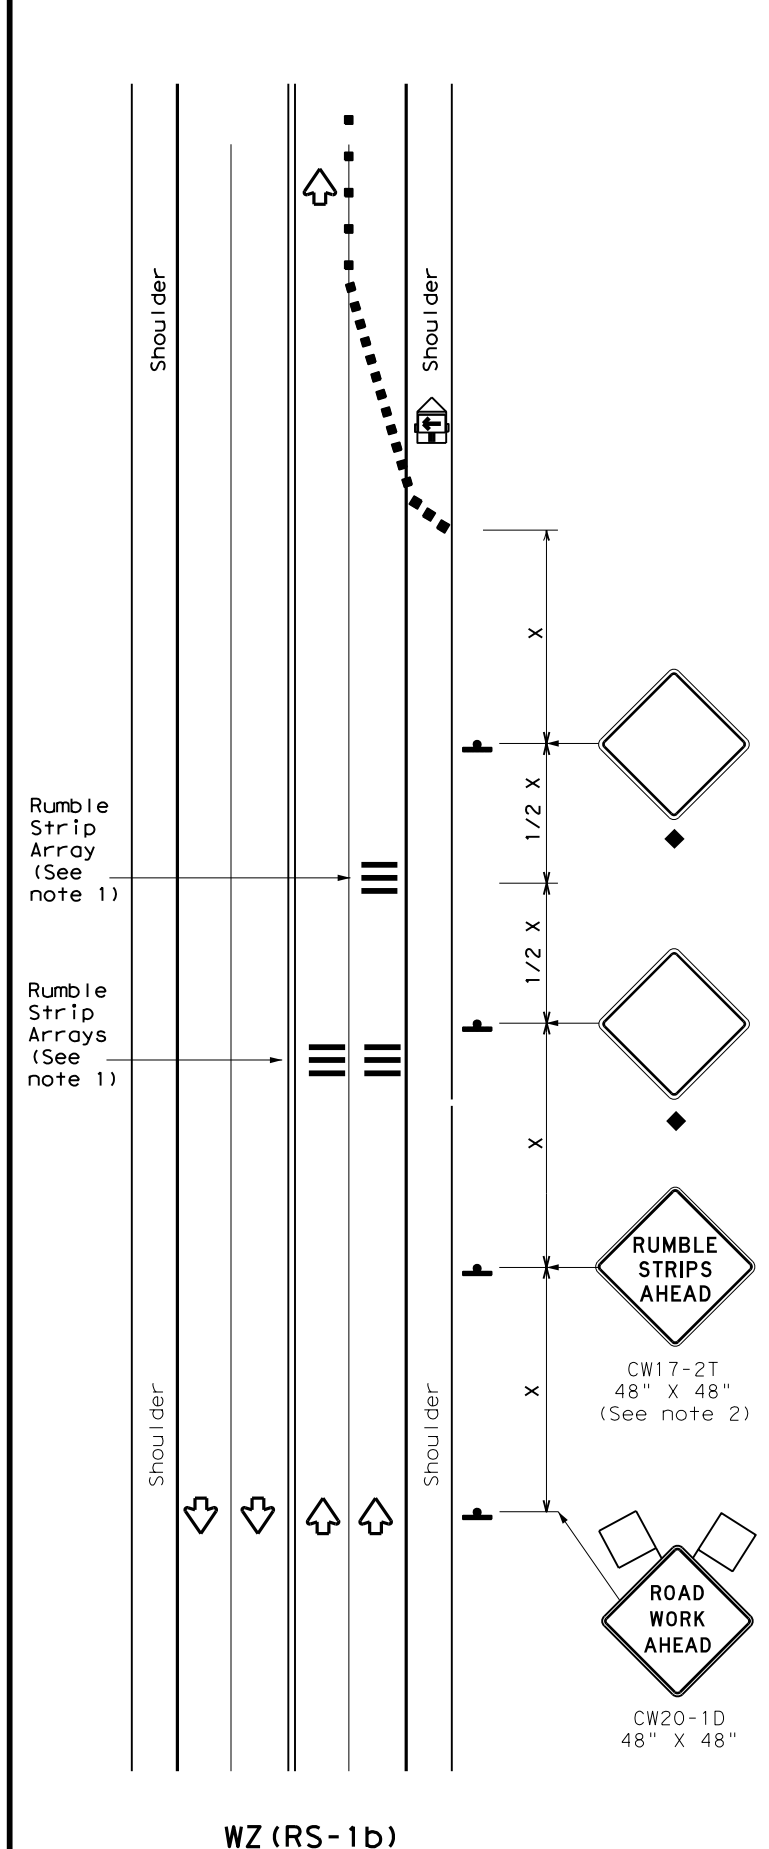 Shoulder
Shoulder
X
1/2 X
Rumble
Strip
Array
(See
note 1)
1/2 X
Rumble
Strip
Arrays
(See
note 1)
X
RUMBLE
STRIPS
AHEAD
CW17-2T
48" X 48"
(See note 2)
X
Shoulder
Shoulder
ROAD
WORK
AHEAD
CW20-1D
48" X 48"
WZ(RS-1b)